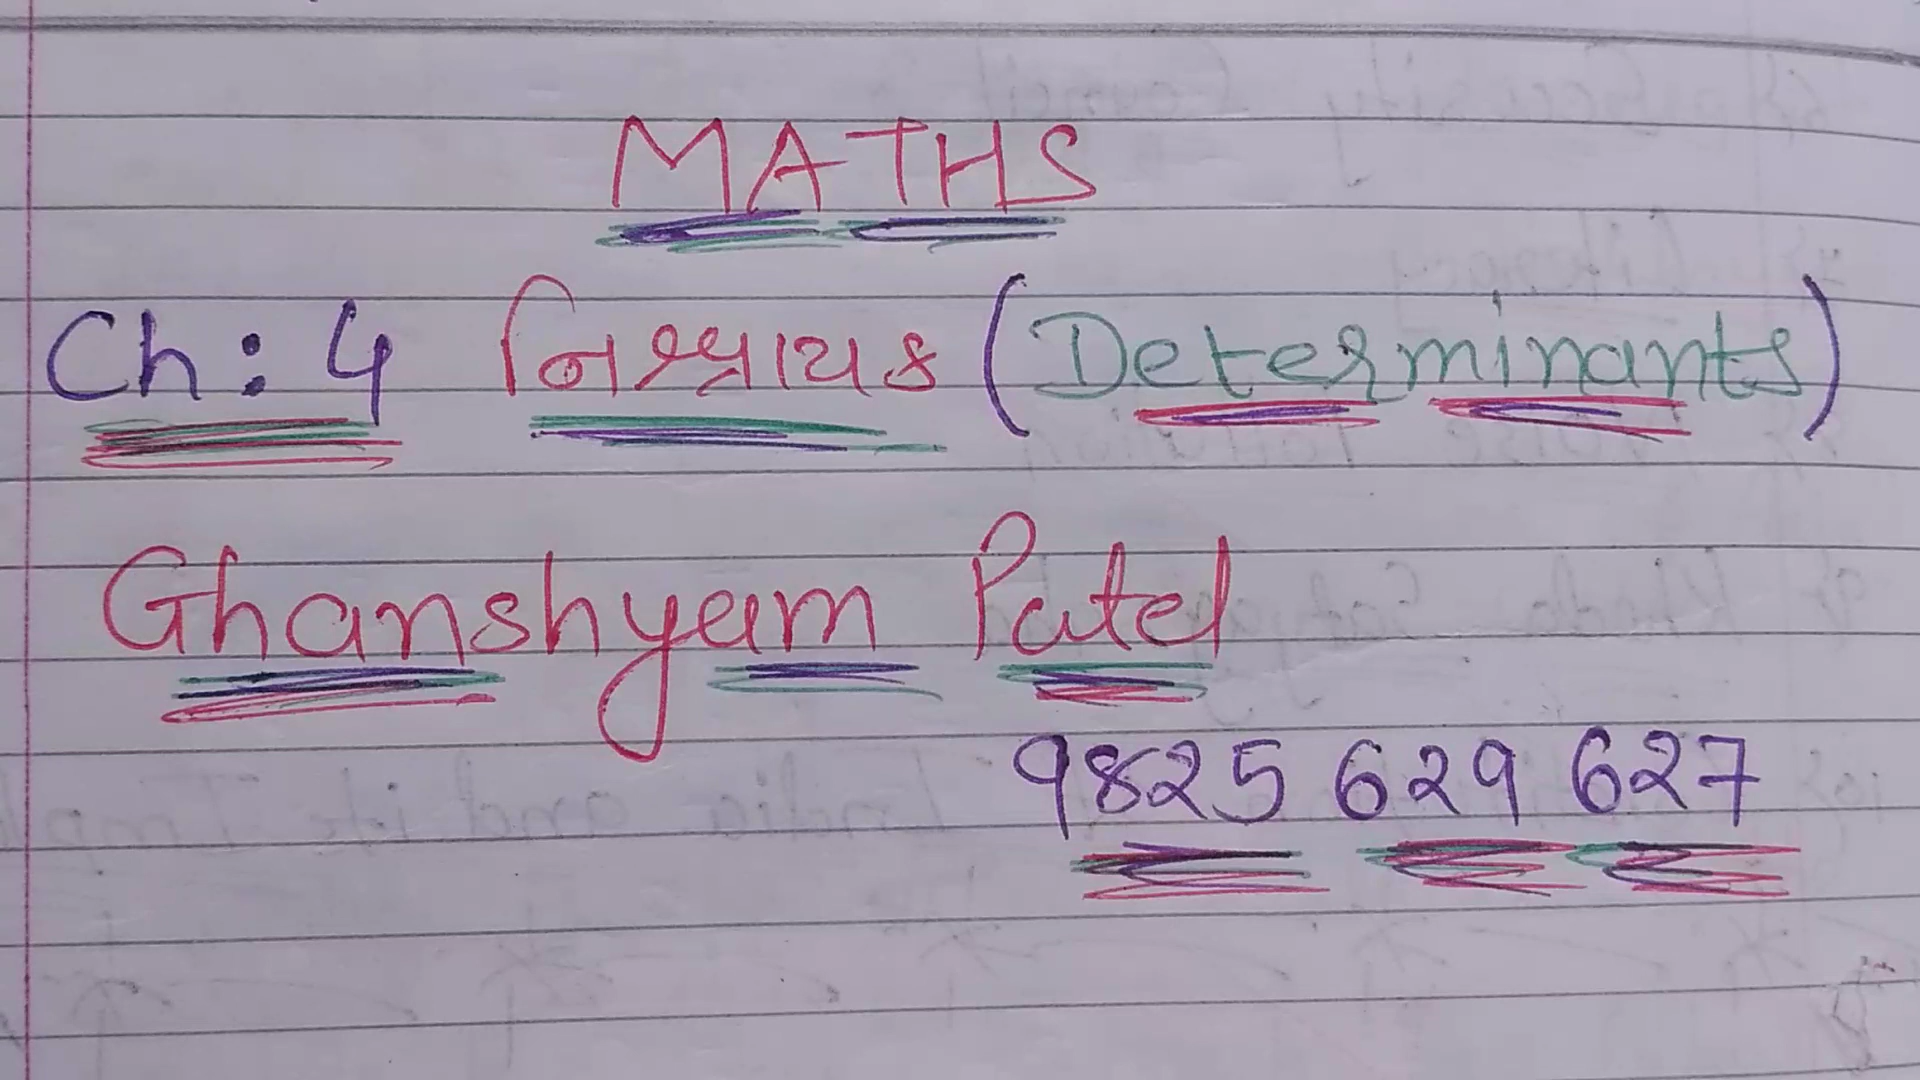 MATHS
Ch: 4 નિશ્ચાયક (Determinants)
Ghanshyam Patel
9825 629 627